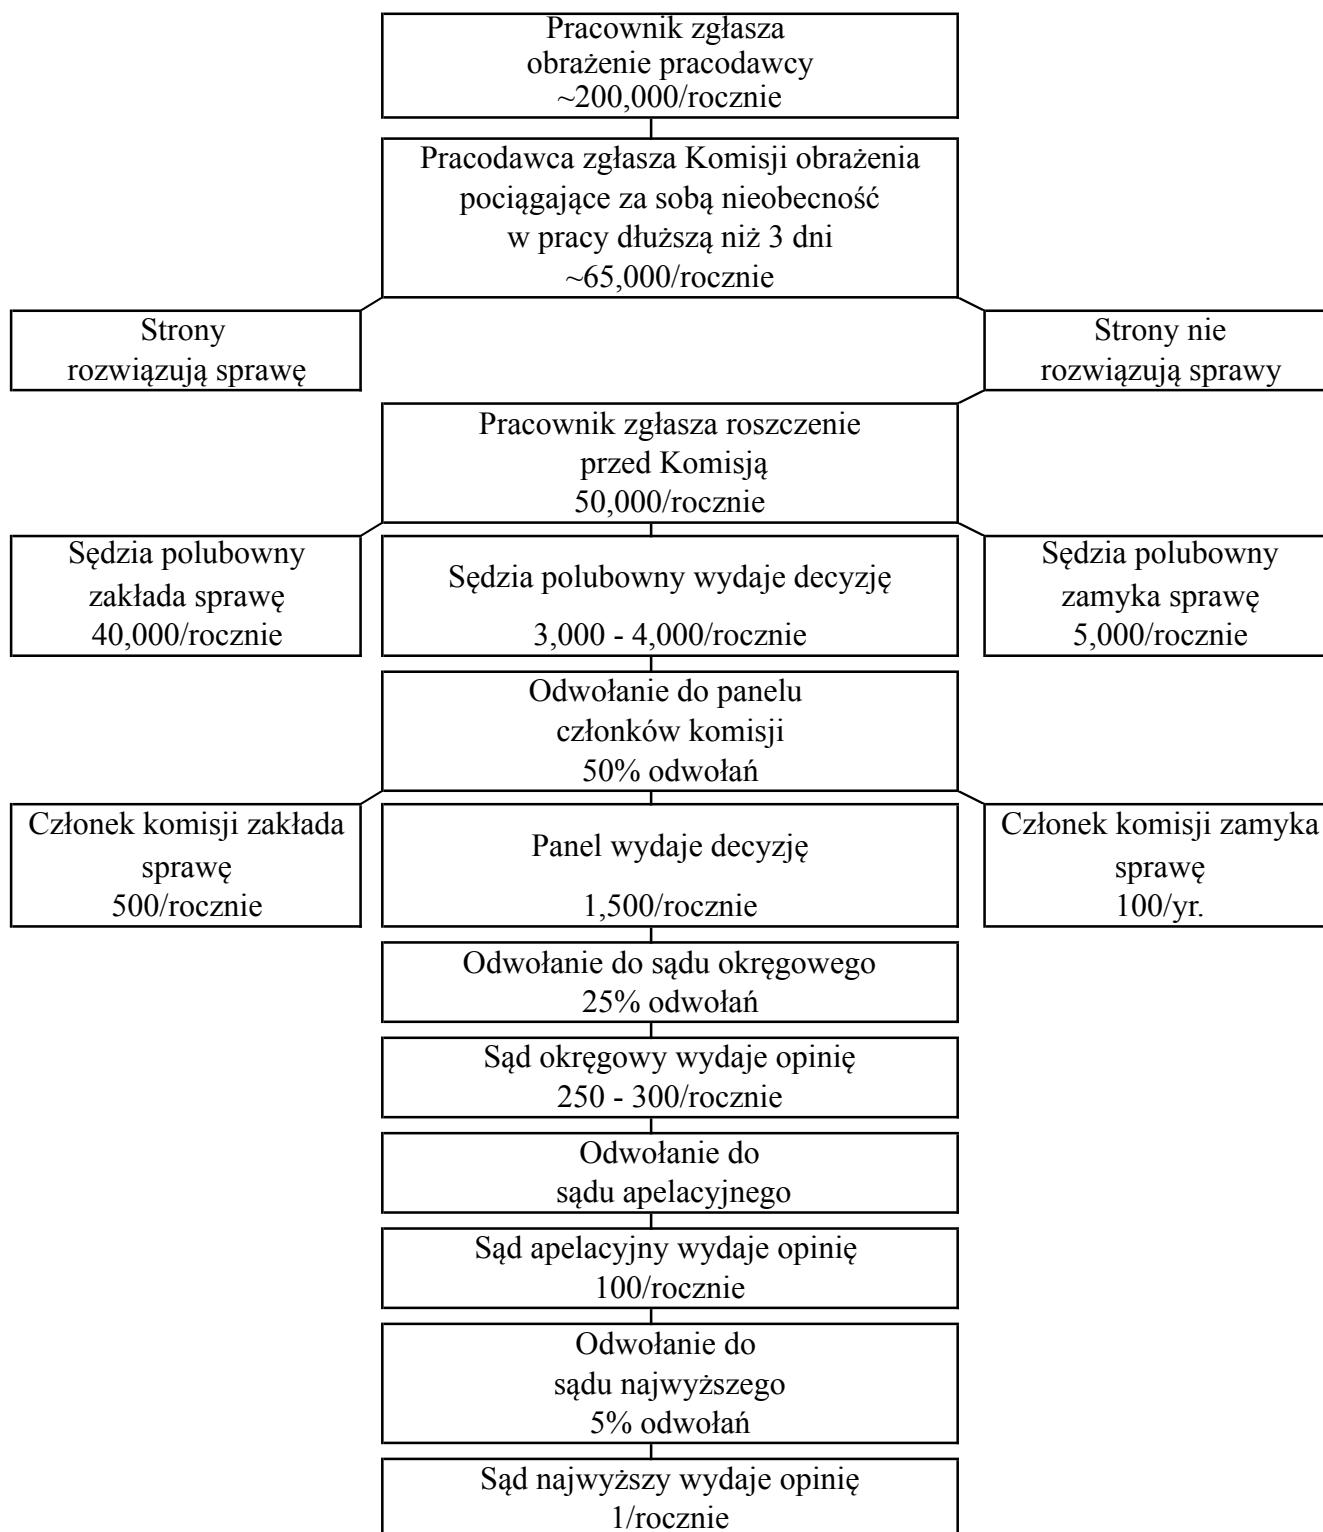 Pracownik zgłasza
obrażenie pracodawcy
~200,000/rocznie
Pracodawca zgłasza Komisji obrażenia
pociągające za sobą nieobecność
w pracy dłuższą niż 3 dni
~65,000/rocznie
Strony
rozwiązują sprawę
Strony nie
rozwiązują sprawy
Pracownik zgłasza roszczenie
przed Komisją
50,000/rocznie
Sędzia polubowny
zakłada sprawę
40,000/rocznie
Sędzia polubowny wydaje decyzję
3,000 - 4,000/rocznie
Sędzia polubowny
zamyka sprawę
5,000/rocznie
Odwołanie do panelu
członków komisji
50% odwołań
Członek komisji zakłada
sprawę
500/rocznie
Panel wydaje decyzję
1,500/rocznie
Członek komisji zamyka
sprawę
100/yr.
Odwołanie do sądu okręgowego
25% odwołań
Sąd okręgowy wydaje opinię
250 - 300/rocznie
Odwołanie do
sądu apelacyjnego
Sąd apelacyjny wydaje opinię
100/rocznie
Odwołanie do
sądu najwyższego
5% odwołań
Sąd najwyższy wydaje opinię
1/rocznie